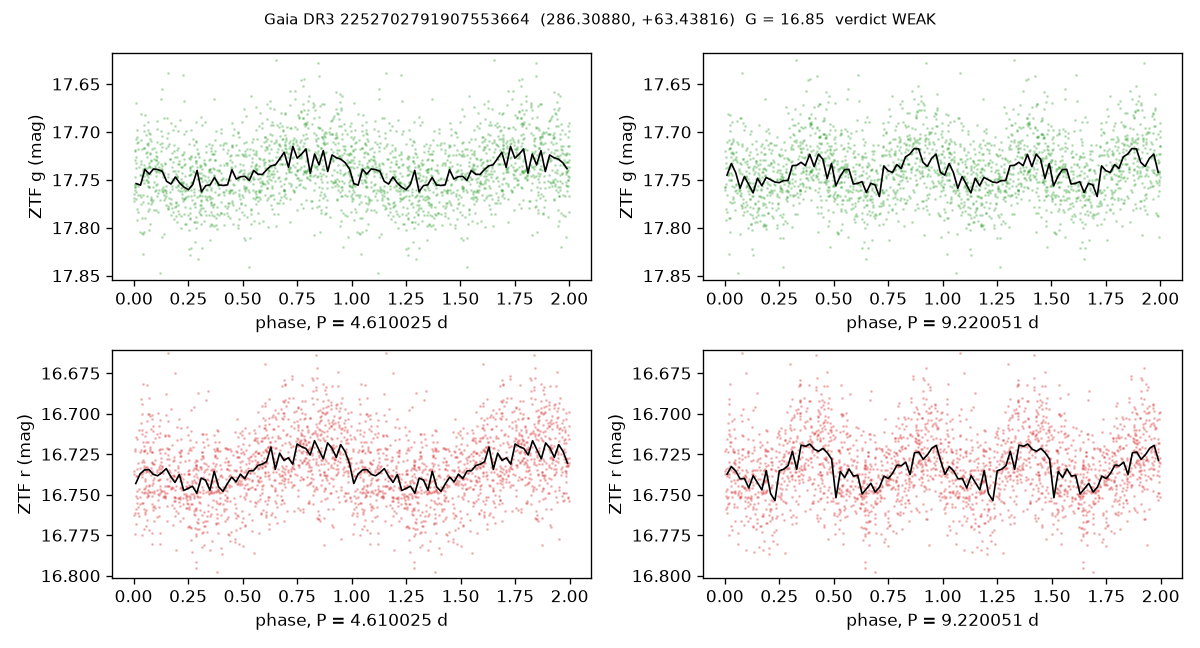 Gaia DR3 2252702791907553664 (286.30880, +63.43816) G = 16.85 verdict WEAK
ZTF g (mag)
17.65
17.70
17.75
17.80
17.85
0.00 0.25 0.50 0.75 1.00 1.25 1.50 1.75 2.00
phase, P = 4.610025 d
ZTF g (mag)
17.65
17.70
17.75
17.80
17.85
0.00 0.25 0.50 0.75 1.00 1.25 1.50 1.75 2.00
phase, P = 9.220051 d
ZTF r (mag)
16.675
16.700
16.725
16.750
16.775
16.800
0.00 0.25 0.50 0.75 1.00 1.25 1.50 1.75 2.00
phase, P = 4.610025 d
ZTF r (mag)
16.675
16.700
16.725
16.750
16.775
16.800
0.00 0.25 0.50 0.75 1.00 1.25 1.50 1.75 2.00
phase, P = 9.220051 d